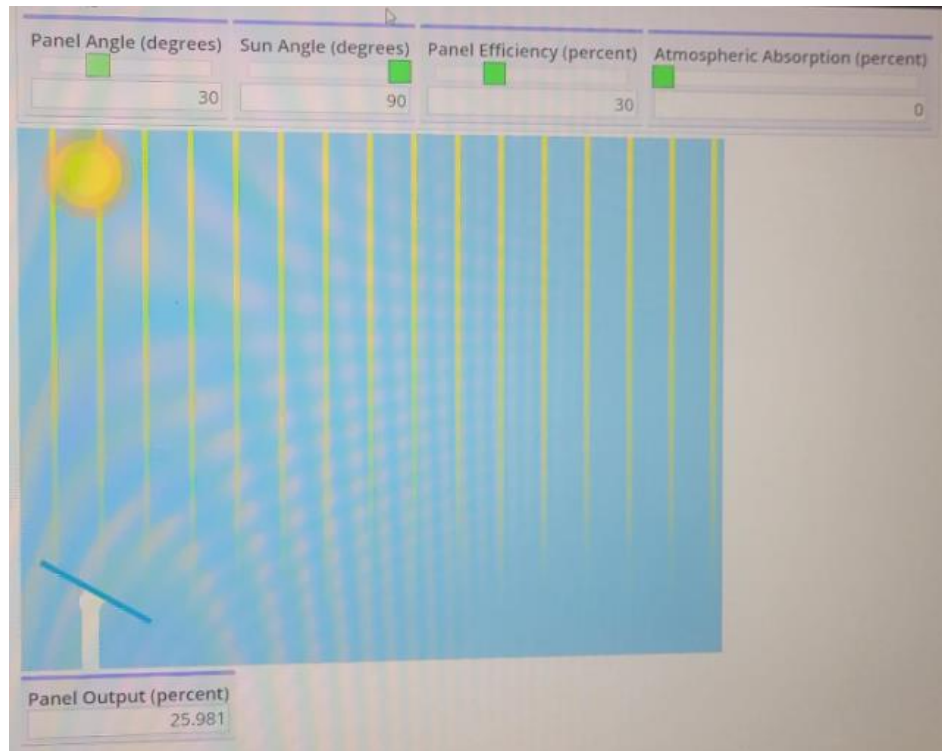 Panel Angle (degrees)
30
Sun Angle (degrees)
90
Panel Efficiency (percent)
30
Atmospheric Absorption (percent)
0
Panel Output (percent)
25.981